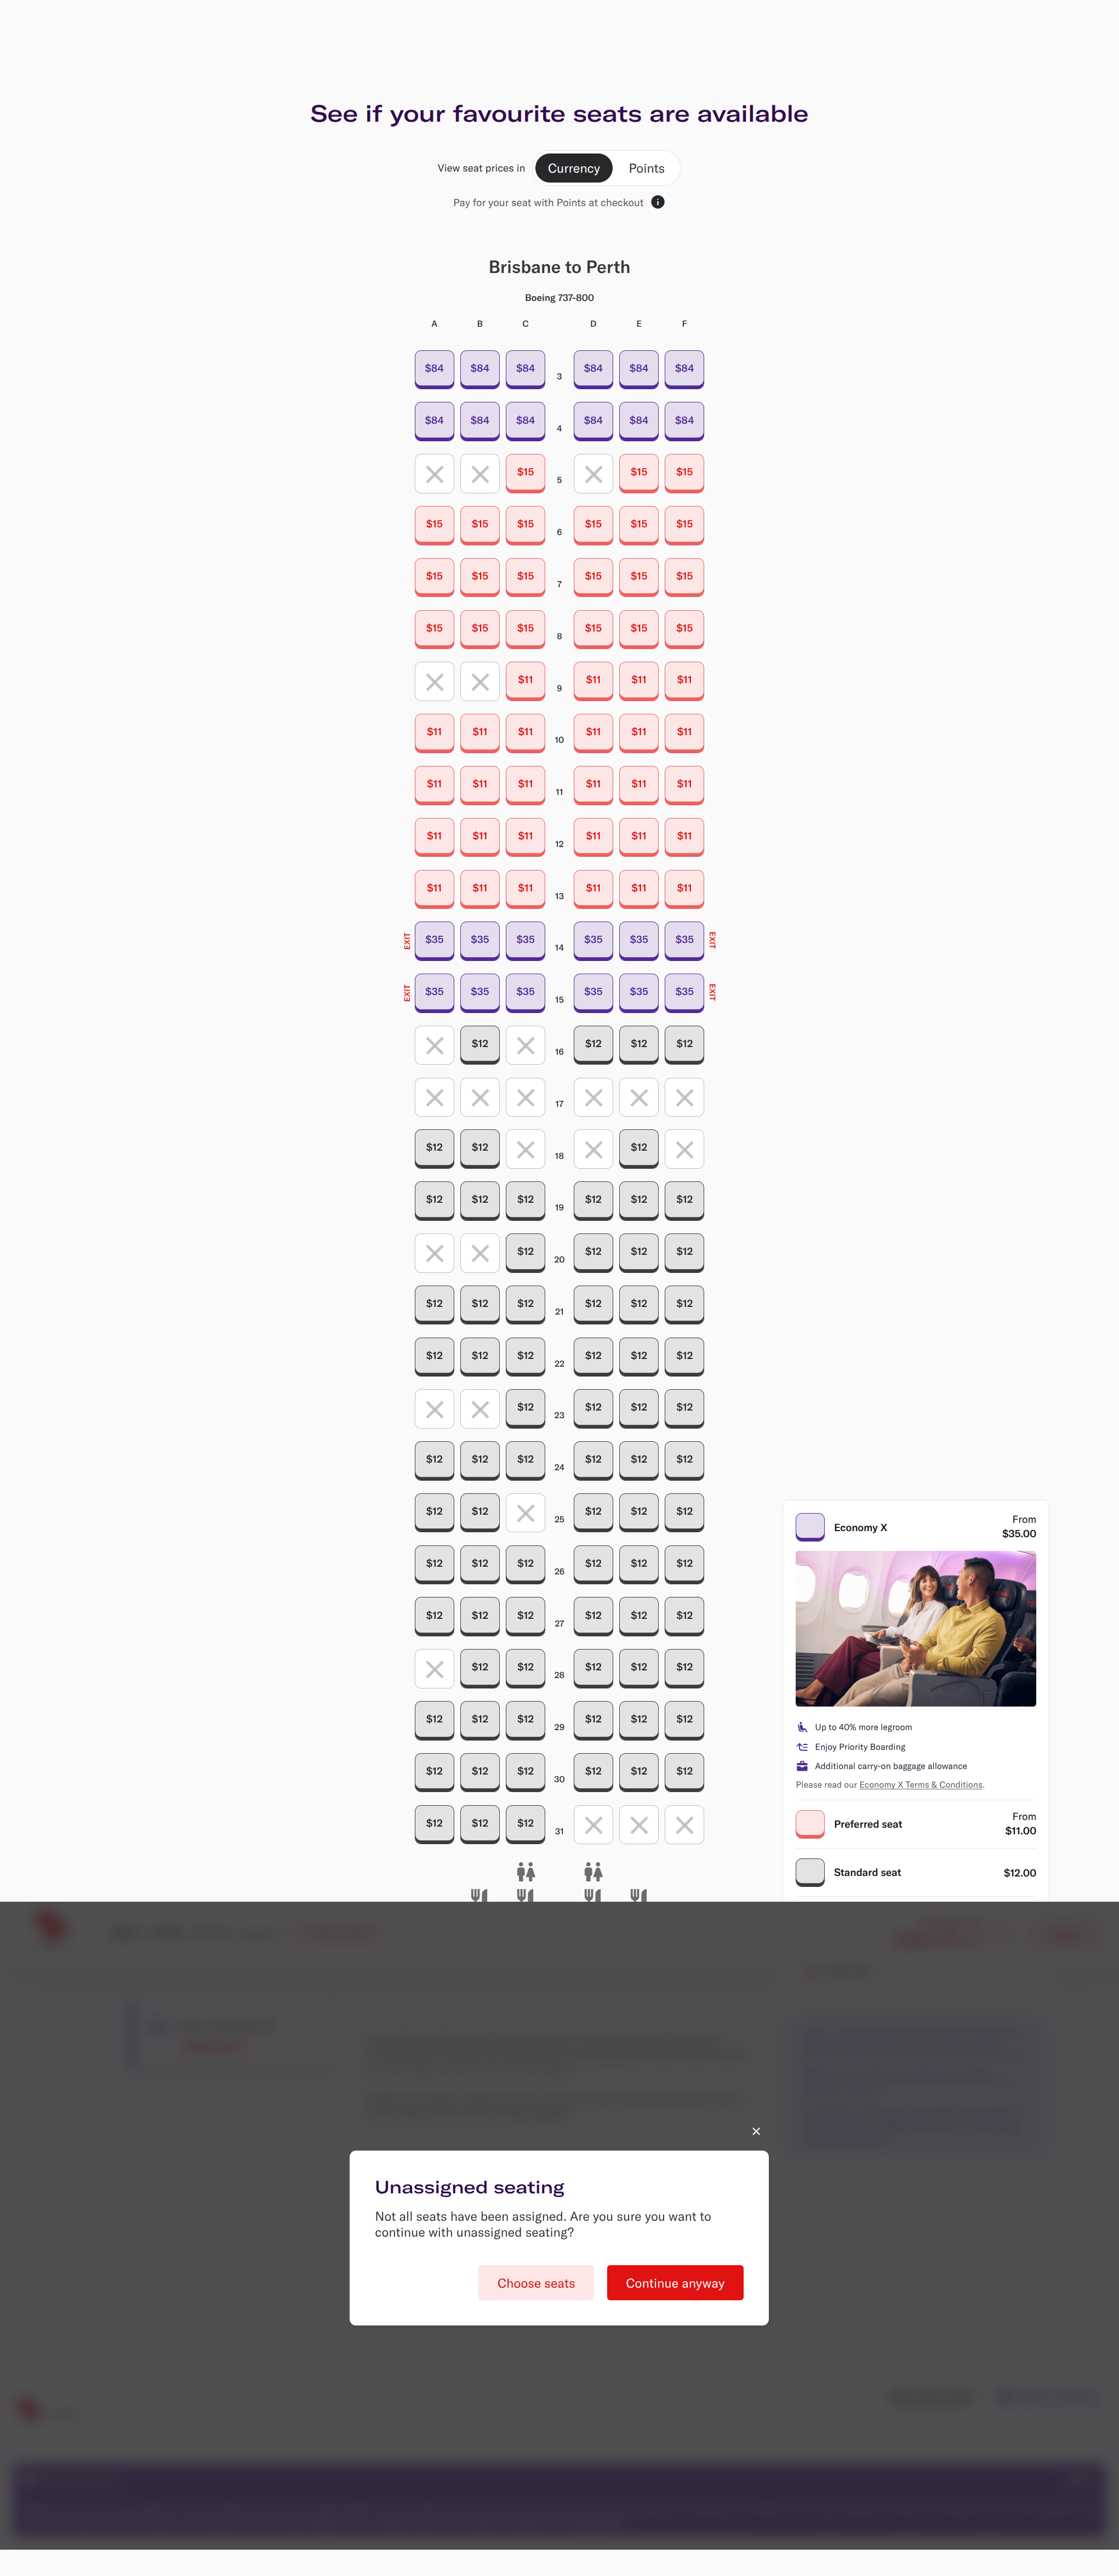 See if your favourite seats are available
View seat prices in Currency Points
Pay for your seat with Points at checkout
Brisbane to Perth
Boeing 737-800
A B C D E F
$84 $84 $84 3 $84 $84 $84
$84 $84 $84 4 $84 $84 $84
$15 5 $15 $15
$15 $15 $15 6 $15 $15 $15
$15 $15 $15 7 $15 $15 $15
$15 $15 $15 8 $15 $15 $15
$11 9 $11 $11 $11
$11 $11 $11 10 $11 $11 $11
$11 $11 $11 11 $11 $11 $11
$11 $11 $11 12 $11 $11 $11
$11 $11 $11 13 $11 $11 $11
EXIT $35 $35 $35 14 $35 $35 $35 EXIT
EXIT $35 $35 $35 15 $35 $35 $35 EXIT
$12 16 $12 $12 $12
17
$12 $12 18 $12
$12 $12 $12 19 $12 $12 $12
$12 20 $12 $12 $12
$12 $12 $12 21 $12 $12 $12
$12 $12 $12 22 $12 $12 $12
$12 23 $12 $12 $12
$12 $12 $12 24 $12 $12 $12
$12 $12 25 $12 $12 $12
$12 $12 $12 26 $12 $12 $12
$12 $12 $12 27 $12 $12 $12
$12 $12 28 $12 $12 $12
$12 $12 $12 29 $12 $12 $12
$12 $12 $12 30 $12 $12 $12
$12 $12 $12 31
Economy X
From
$35.00
Up to 40% more legroom
Enjoy Priority Boarding
Additional carry-on baggage allowance
Please read our Economy X Terms & Conditions.
Preferred seat
From
$11.00
Standard seat $12.00
Unassigned seating
Not all seats have been assigned. Are you sure you want to
continue with unassigned seating?
Choose seats Continue anyway